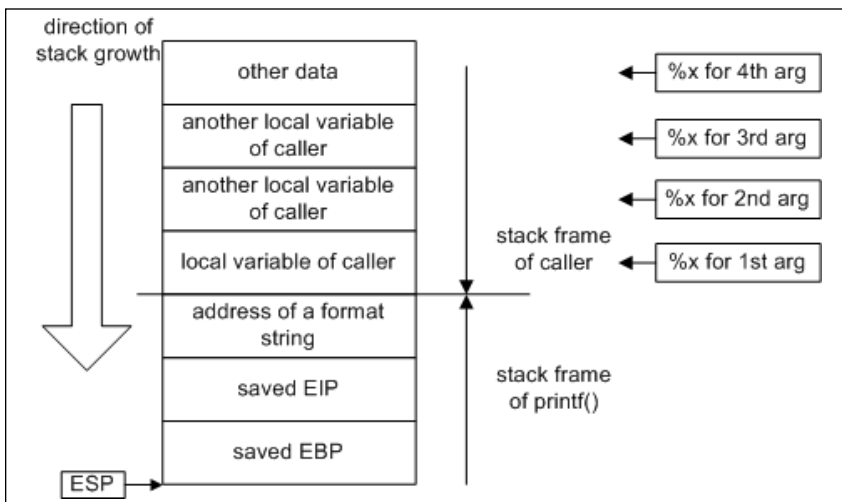 direction of
stack growth
other data
%x for 4th arg
another local variable
of caller
%x for 3rd arg
another local variable
of caller
%x for 2nd arg
local variable of caller
stack frame
of caller
%x for 1st arg
address of a format
string
saved EIP
stack frame
of printf()
saved EBP
ESP